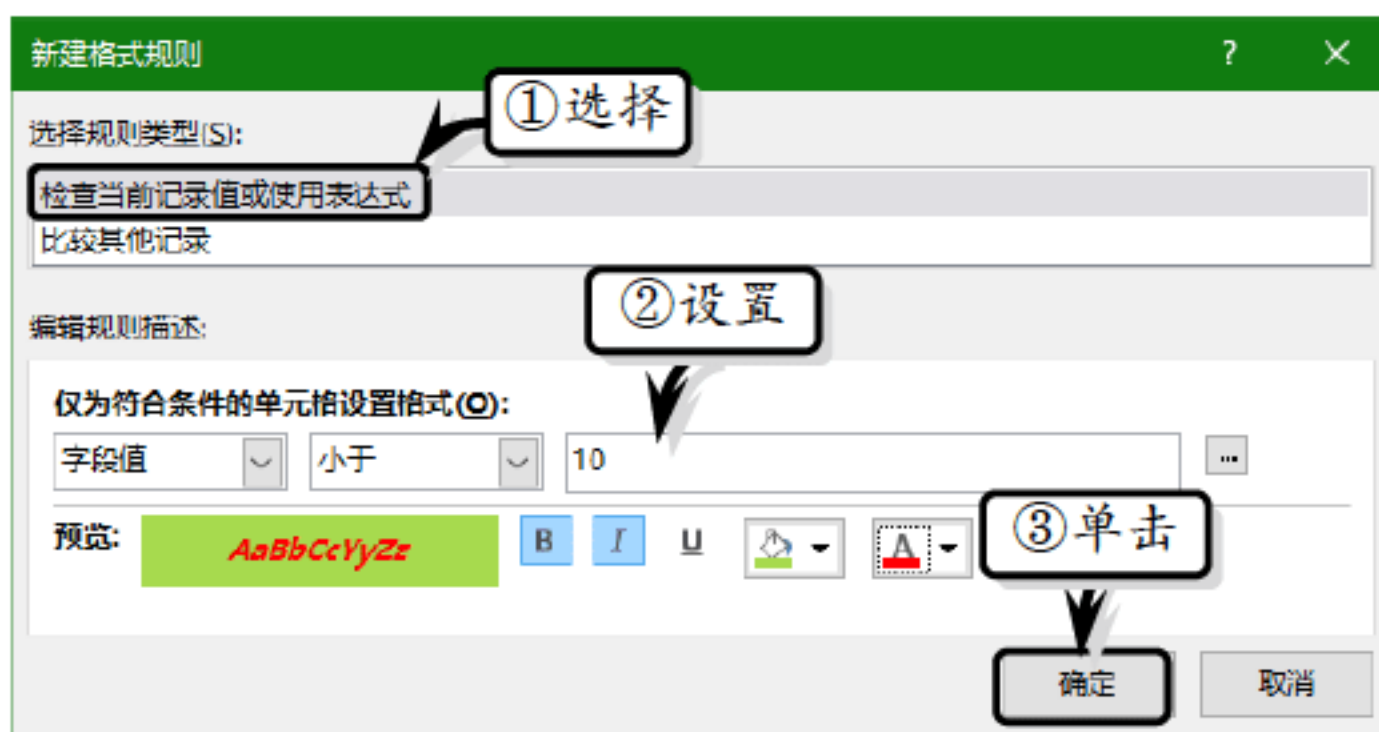 新建格式规则 ?
①选择
选择规则类型(S):
检查当前记录值或使用表达式
比较其他记录
②设置
编辑规则描述:
仅为符合条件的单元格设置格式(O):
字段值 小于 10 ...
预览: AaBbCcYyZz B I U A
③单击
确定 取消